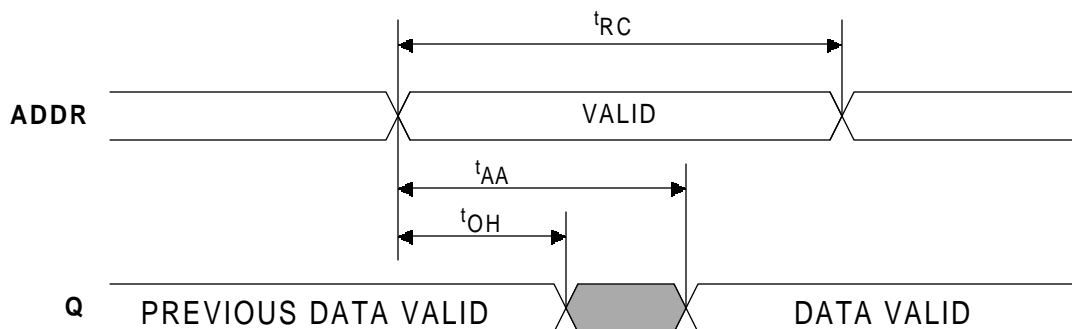 tRC
ADDR VALID
tAA
tOH
Q PREVIOUS DATA VALID DATA VALID